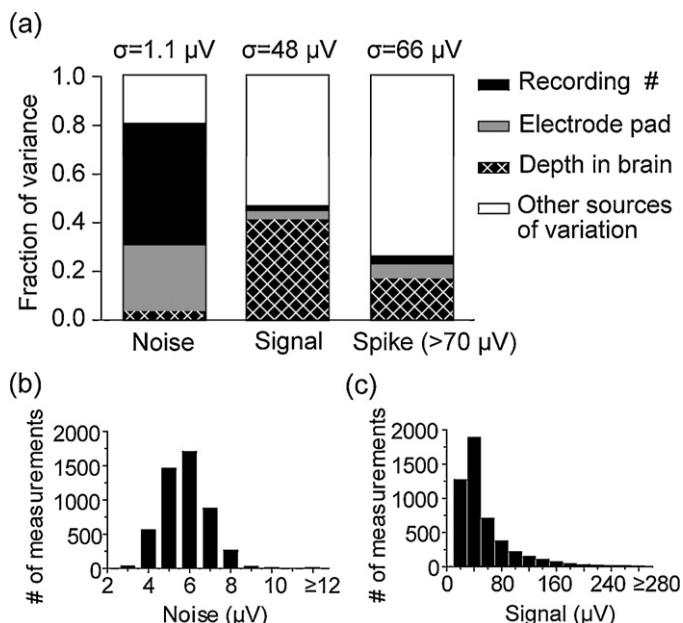 (a)
σ=1.1 μV σ=48 μV σ=66 μV
1.0
0.8
0.6
0.4
0.2
0.0
Fraction of variance
Noise Signal Spike (>70 μV)
Recording #
Electrode pad
Depth in brain
Other sources
of variation
(b)
# of measurements
2000
1500
1000
500
0
2 4 6 8 10 ≥12
Noise (μV)
(c)
# of measurements
2000
1500
1000
500
0
0 80 160 240 ≥280
Signal (μV)